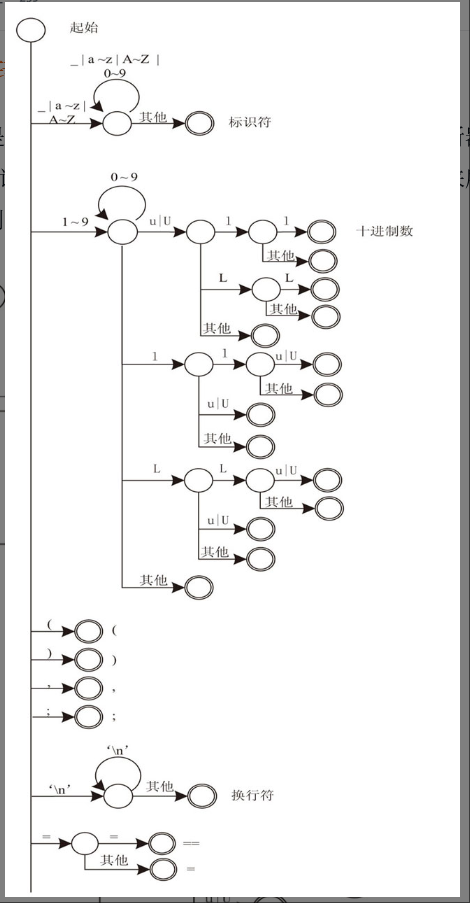 起始
_|a~z|A~Z|
0~9
_|a~z|
A~Z
其他
标识符
0~9
1~9
u|U
l
l
十进制数
其他
L
L
其他
其他
l
l
u|U
其他
u|U
其他
L
L
u|U
其他
u|U
其他
其他
(
(
)
)
,
,
;
;
‘\n’
‘\n’
其他
换行符
=
=
==
其他
=